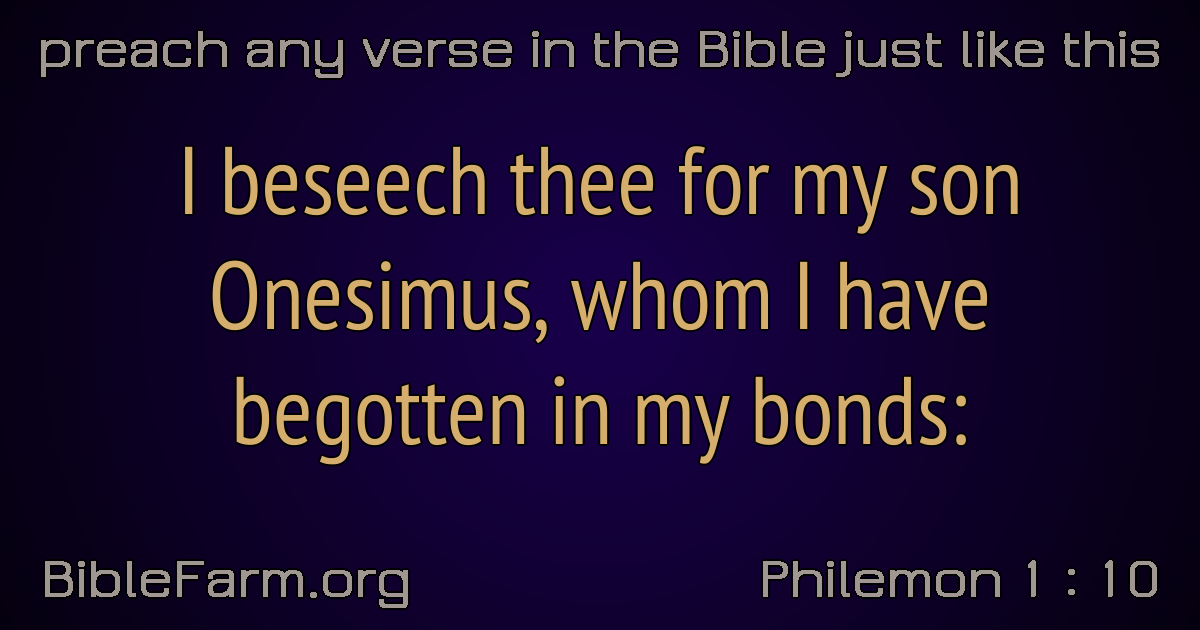 preach any verse in the Bible just like this
I beseech thee for my son
Onesimus, whom I have
begotten in my bonds:
BibleFarm.org
Philemon 1 : 10